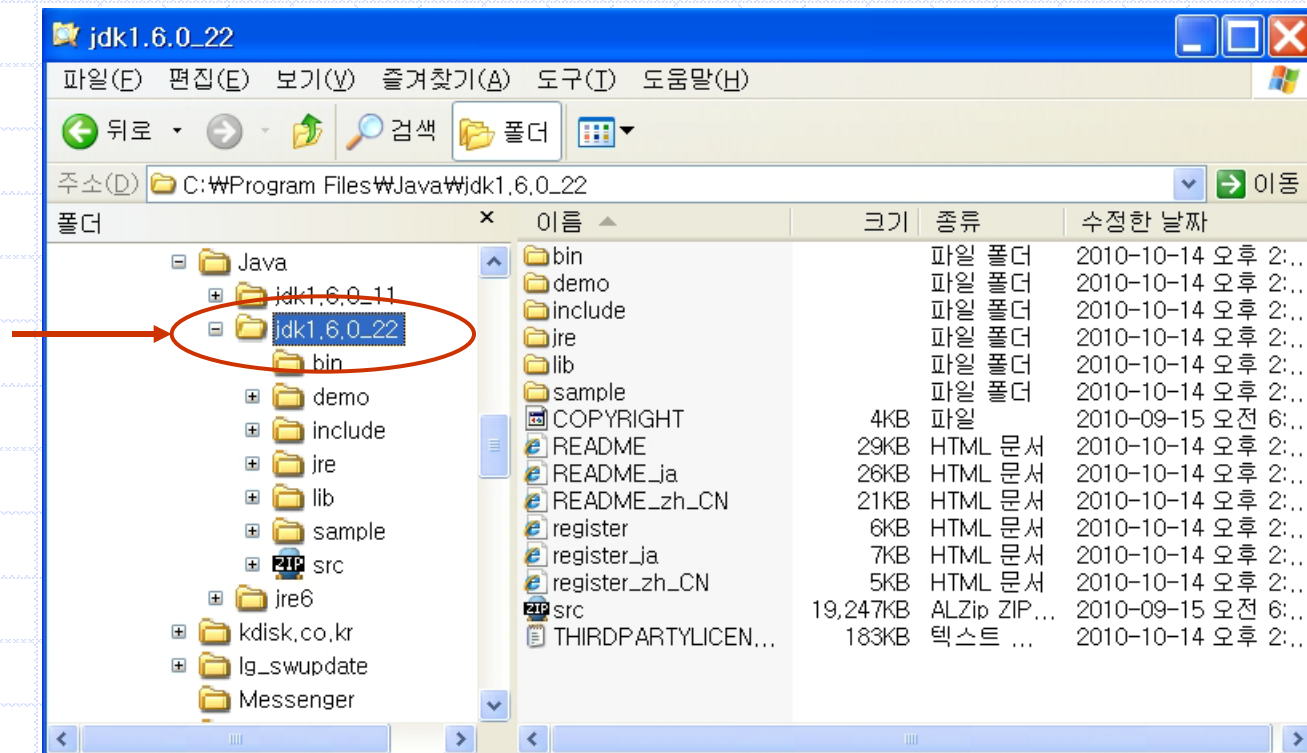 jdk1.6.0_22
파일(F) 편집(E) 보기(V) 즐겨찾기(A) 도구(T) 도움말(H)
뒤로 검색 폴더
주소(D) C:₩Program Files₩Java₩jdk1.6.0_22 이동
폴더 ×
Java
jdk1.6.0_11
jdk1.6.0_22
bin
demo
include
jre
lib
sample
ZIP src
jre6
kdisk.co.kr
lg_swupdate
Messenger
이름 크기 종류 수정한 날짜
bin 파일 폴더 2010-10-14 오후 2:...
demo 파일 폴더 2010-10-14 오후 2:...
include 파일 폴더 2010-10-14 오후 2:...
jre 파일 폴더 2010-10-14 오후 2:...
lib 파일 폴더 2010-10-14 오후 2:...
sample 파일 폴더 2010-10-14 오후 2:...
COPYRIGHT 4KB 파일 2010-09-15 오전 6:...
README 29KB HTML 문서 2010-10-14 오후 2:...
README_ja 26KB HTML 문서 2010-10-14 오후 2:...
README_zh_CN 21KB HTML 문서 2010-10-14 오후 2:...
register 6KB HTML 문서 2010-10-14 오후 2:...
register_ja 7KB HTML 문서 2010-10-14 오후 2:...
register_zh_CN 5KB HTML 문서 2010-10-14 오후 2:...
ZIP src 19,247KB ALZip ZIP... 2010-09-15 오전 6:...
THIRDPARTYLICEN... 183KB 텍스트 ... 2010-10-14 오후 2:...